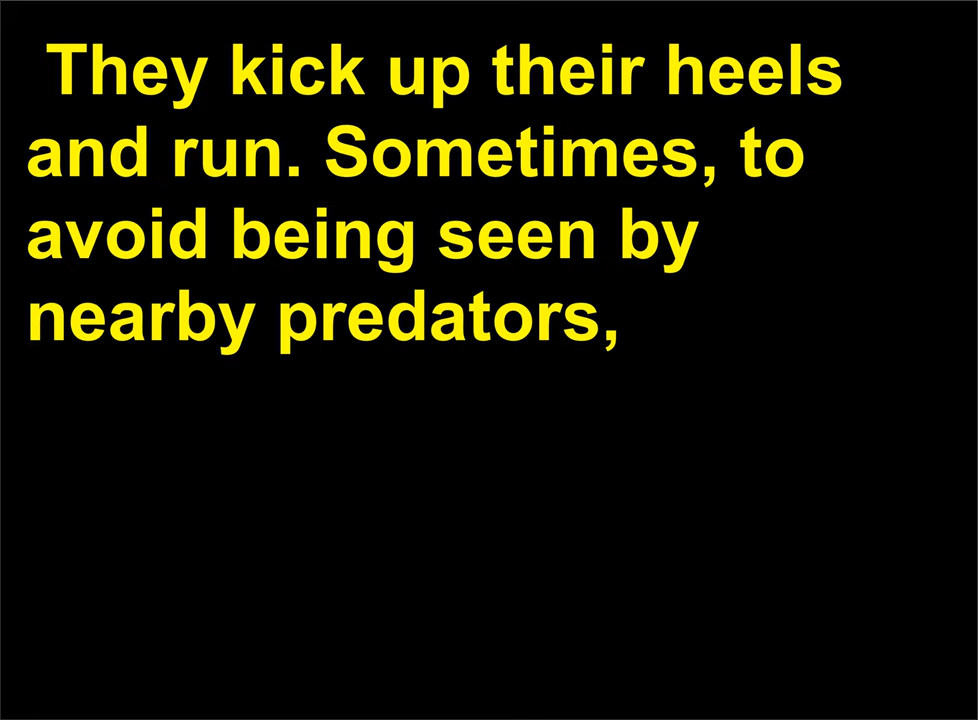 They kick up their heels
and run. Sometimes, to
avoid being seen by
nearby predators,